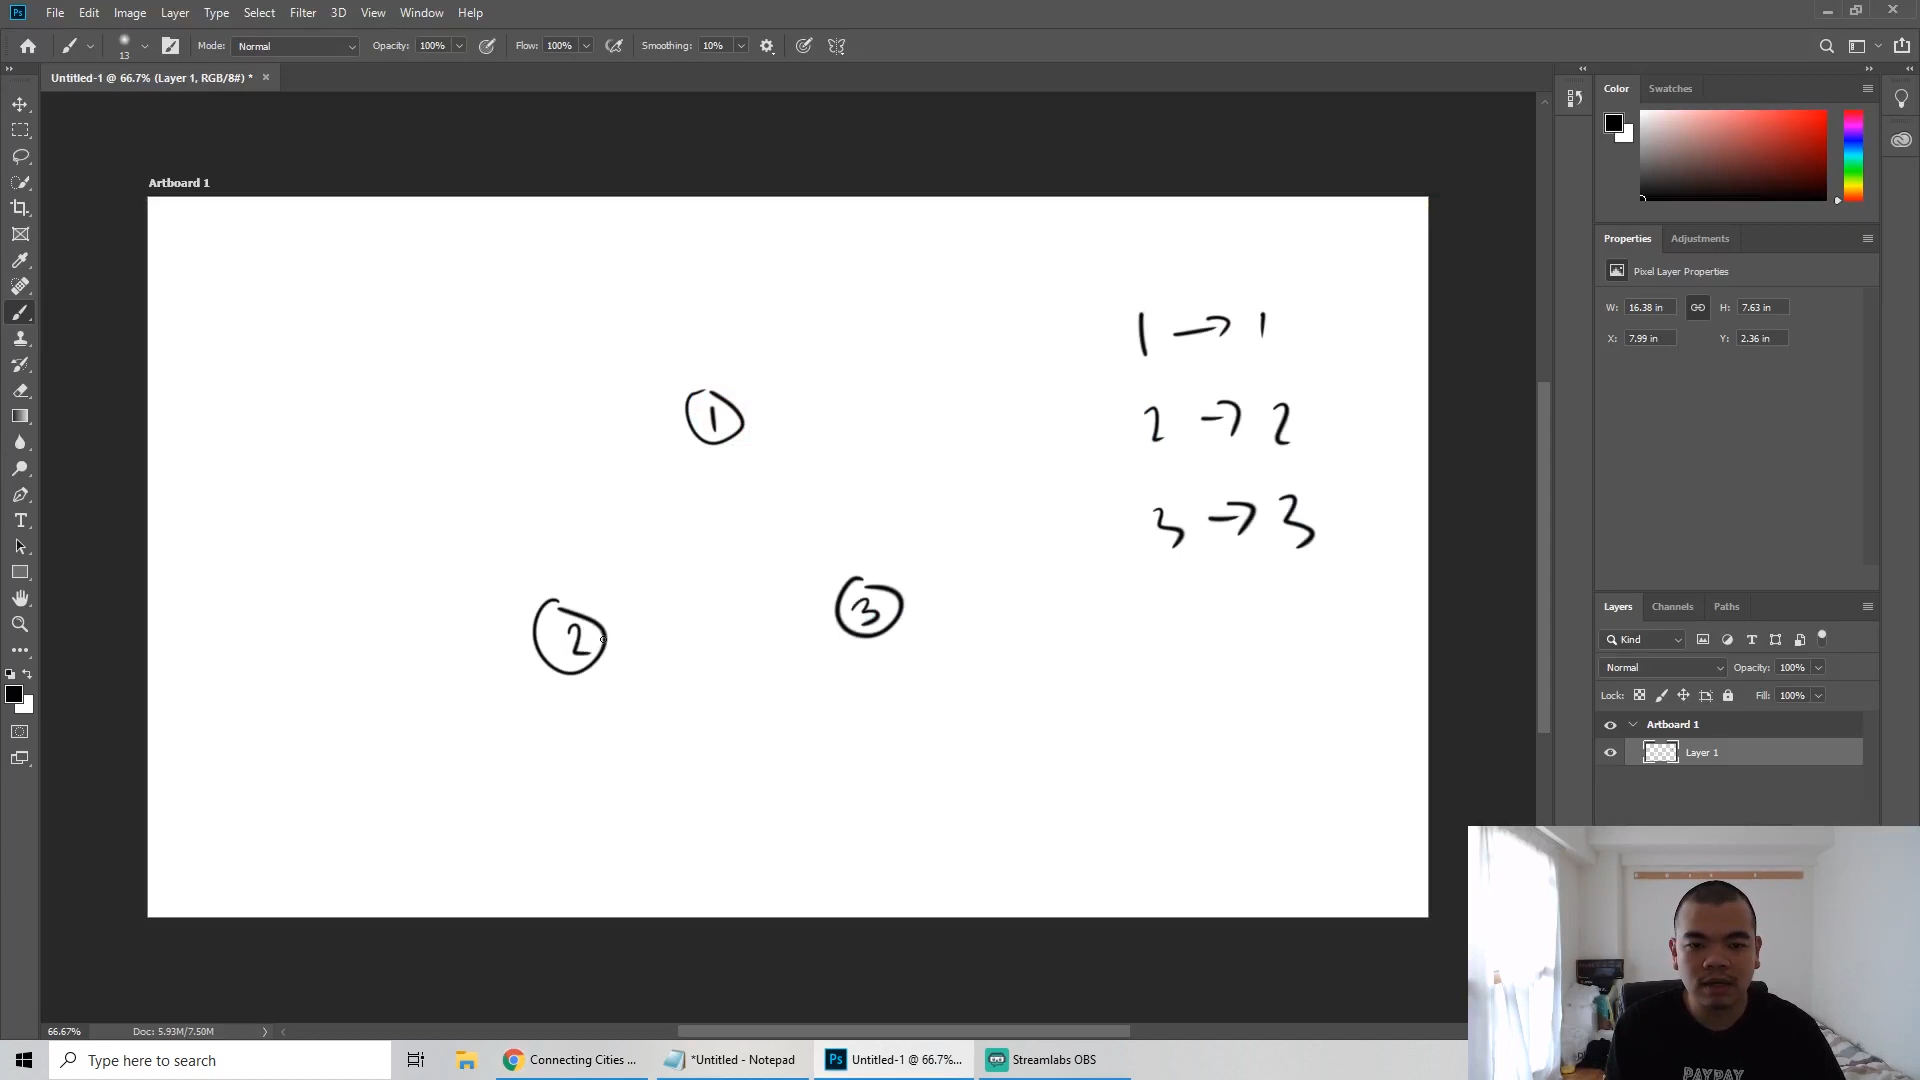 Ps File Edit Image Layer Type Select Filter 3D View Window Help
13 Mode: Normal Opacity: 100% Flow: 100% Smoothing: 10%
Untitled-1 @ 66.7% (Layer 1, RGB/8#) * ×
Color Swatches
Artboard 1
Properties Adjustments
Pixel Layer Properties
W: 16.38 in H: 7.63 in
X: 7.99 in Y: 2.36 in
1 → 1
1
2 → 2
3 → 3
3
2
Layers Channels Paths
Kind
Normal Opacity: 100%
Lock: Fill: 100%
Artboard 1
Layer 1
66.67% Doc: 5.93M/7.50M
Type here to search
Connecting Cities ...
*Untitled - Notepad
Ps Untitled-1 @ 66.7%...
Streamlabs OBS
PAYPAY